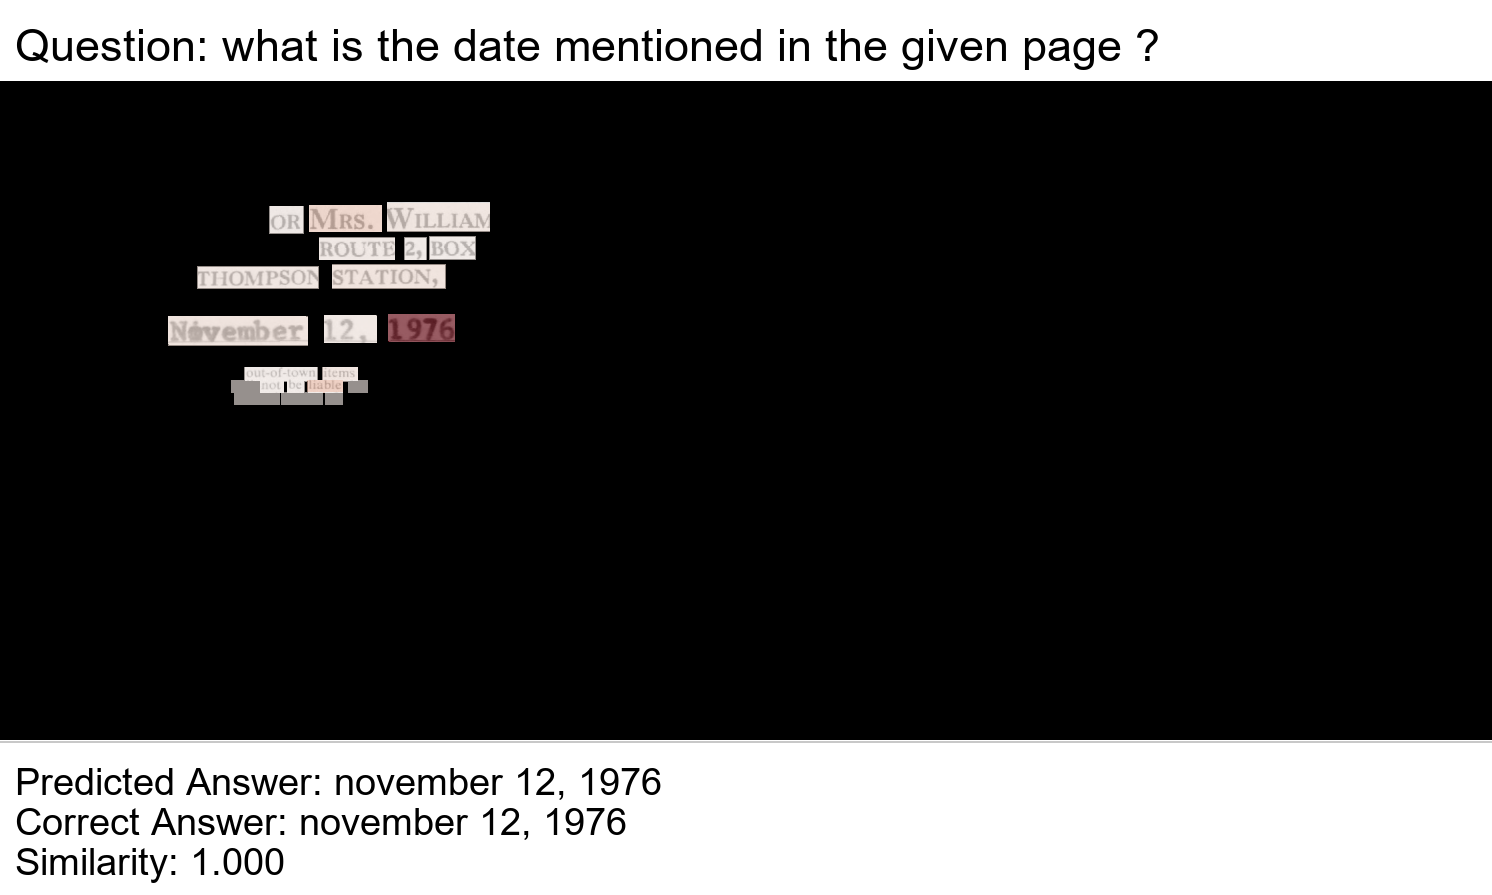 Question: what is the date mentioned in the given page ?
OR MRS. WILLIAM
ROUTE 2, BOX
THOMPSON STATION,
November 12, 1976
out-of-town items
not be liable
Predicted Answer: november 12, 1976
Correct Answer: november 12, 1976
Similarity: 1.000